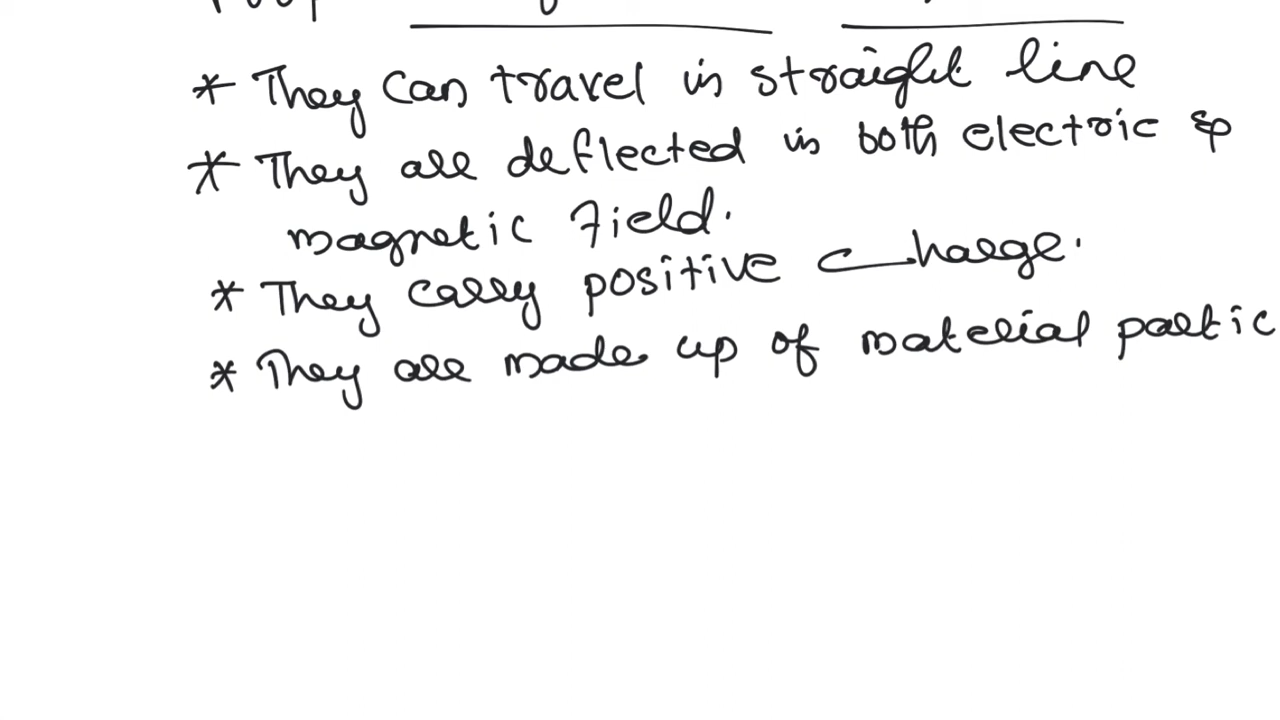 * They can travel in straight line
* They are deflected in both electric &
magnetic field.
* They carry positive charge.
* They are made up of material partic